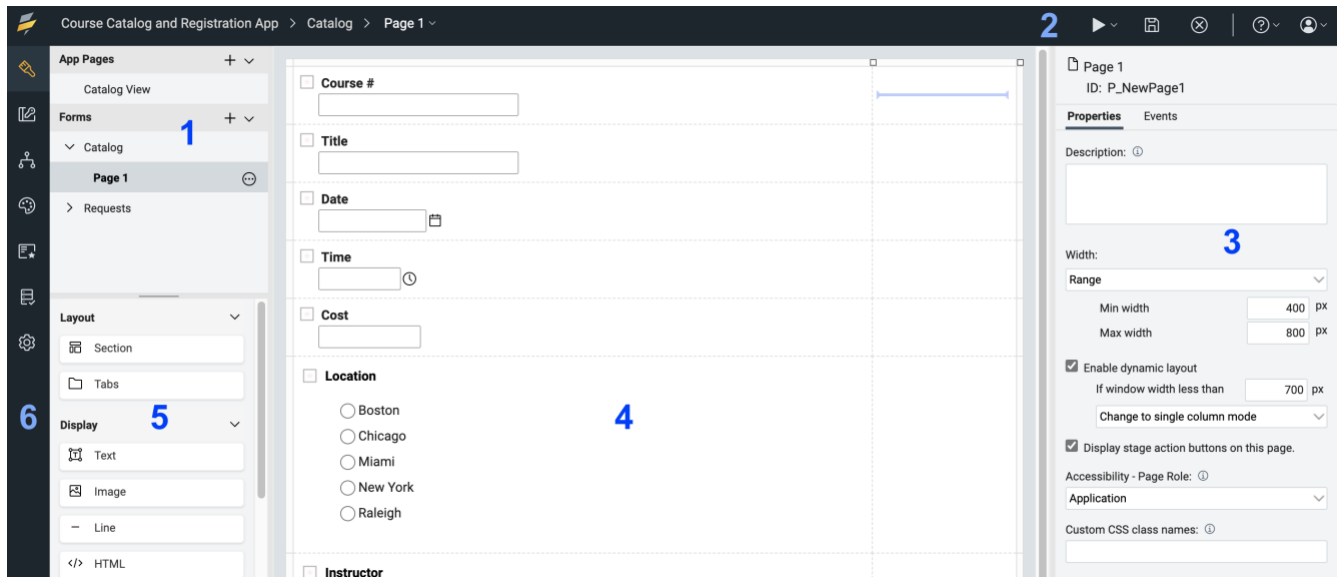 Course Catalog and Registration App > Catalog > Page 1
2
App Pages
Catalog View
Forms
1
Catalog
Page 1
Requests
Layout
Section
Tabs
5
6
Display
Text
Image
Line
HTML
Course #
Title
Date
Time
Cost
Location
Boston
Chicago
4
Miami
New York
Raleigh
Instructor
Page 1
ID: P_NewPage1
Properties Events
Description:
3
Width:
Range
Min width 400 px
Max width 800 px
Enable dynamic layout
If window width less than 700 px
Change to single column mode
Display stage action buttons on this page.
Accessibility - Page Role:
Application
Custom CSS class names: